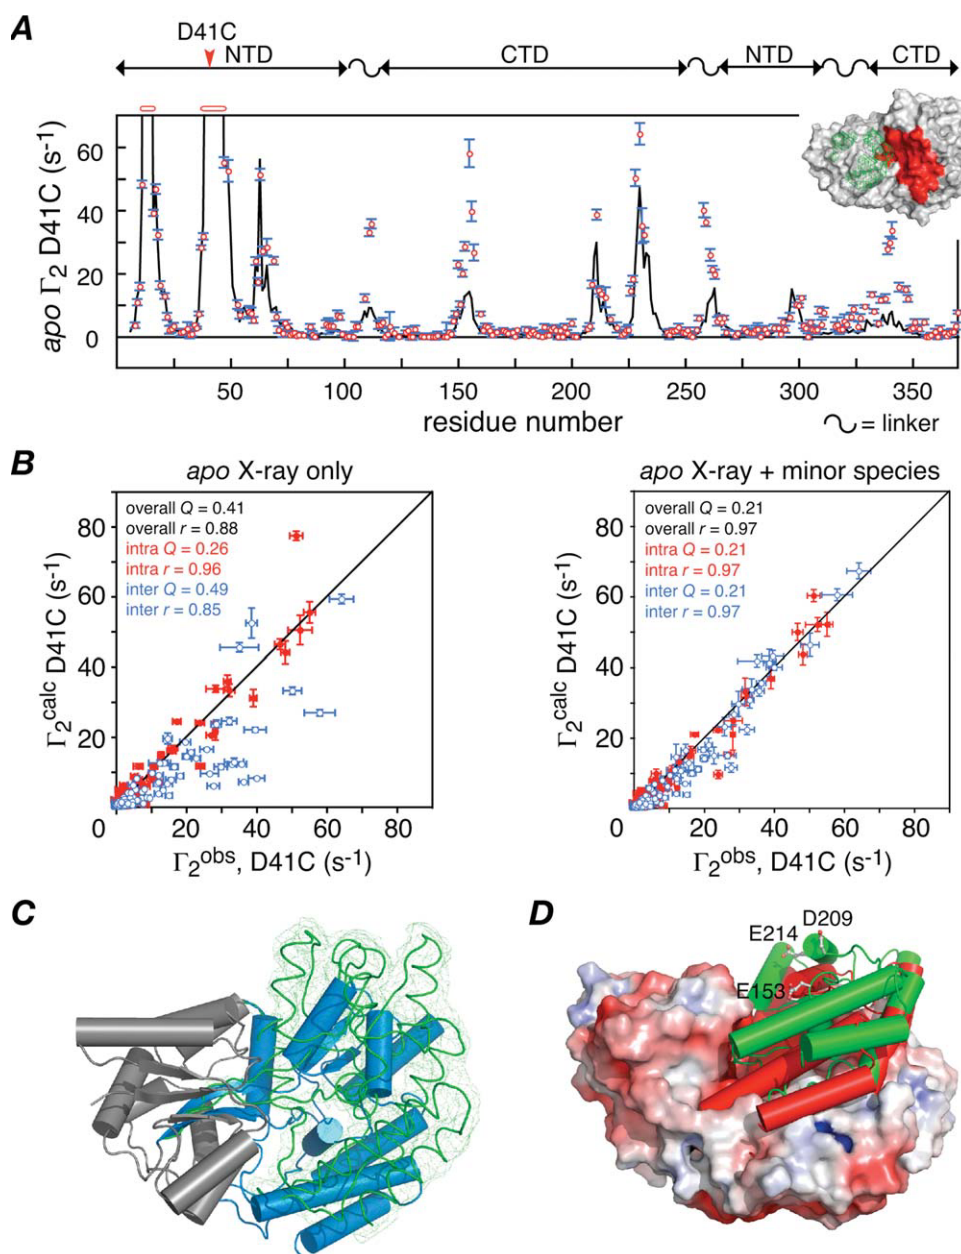 A
D41C
NTD
CTD
NTD
CTD
apo Γ₂ D41C (s⁻¹)
60
40
20
0
50
100
150
200
250
300
350
residue number
= linker
B
apo X-ray only
overall Q = 0.41
overall r = 0.88
intra Q = 0.26
intra r = 0.96
inter Q = 0.49
inter r = 0.85
Γ₂ᶜᵃˡᶜ D41C (s⁻¹)
80
60
40
20
0
20
40
60
80
Γ₂ᵒᵇˢ, D41C (s⁻¹)
apo X-ray + minor species
overall Q = 0.21
overall r = 0.97
intra Q = 0.21
intra r = 0.97
inter Q = 0.21
inter r = 0.97
Γ₂ᶜᵃˡᶜ D41C (s⁻¹)
80
60
40
20
0
20
40
60
80
Γ₂ᵒᵇˢ, D41C (s⁻¹)
C
D
D209
E214
E153